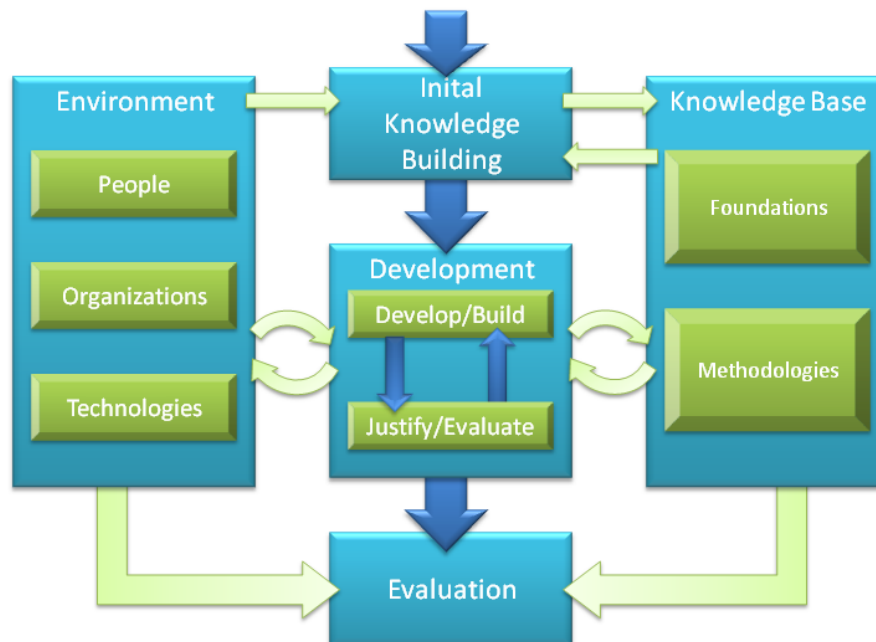 Environment
People
Organizations
Technologies
Inital
Knowledge
Building
Development
Develop/Build
Justify/Evaluate
Evaluation
Knowledge Base
Foundations
Methodologies